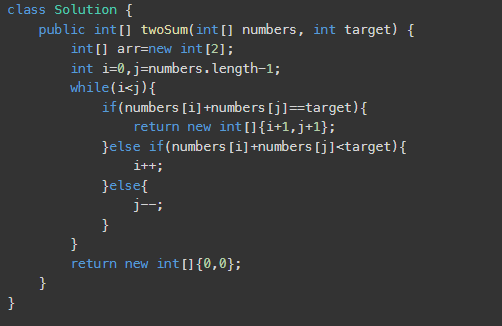 class Solution {
    public int[] twoSum(int[] numbers, int target) {
        int[] arr=new int[2];
        int i=0,j=numbers.length-1;
        while(i<j){
            if(numbers[i]+numbers[j]==target){
                return new int[]{i+1,j+1};
            }else if(numbers[i]+numbers[j]<target){
                i++;
            }else{
                j--;
            }
        }
        return new int[]{0,0};
    }
}